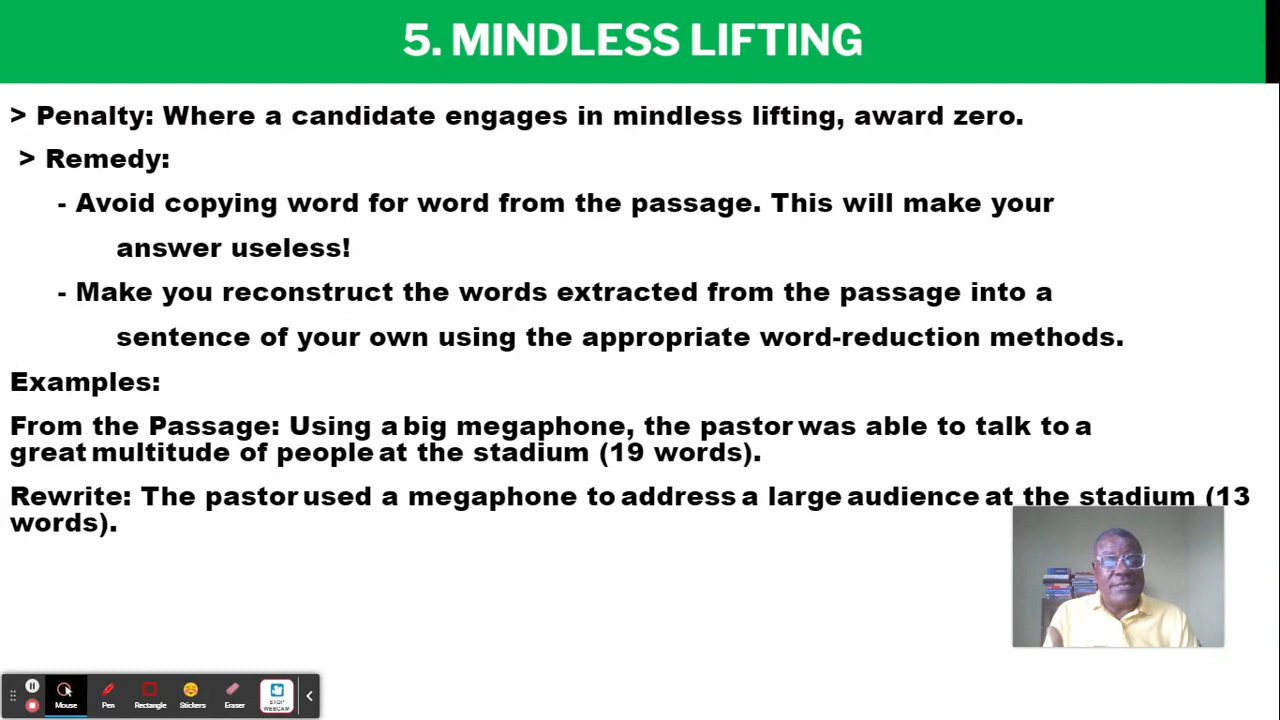 5. MINDLESS LIFTING
> Penalty: Where a candidate engages in mindless lifting, award zero.
> Remedy:
- Avoid copying word for word from the passage. This will make your
answer useless!
- Make you reconstruct the words extracted from the passage into a
sentence of your own using the appropriate word-reduction methods.
Examples:
From the Passage: Using a big megaphone, the pastor was able to talk to a
great multitude of people at the stadium (19 words).
Rewrite: The pastor used a megaphone to address a large audience at the stadium (13
words).
Mouse Pen Rectangle Stickers Eraser STOP
WEBCAM